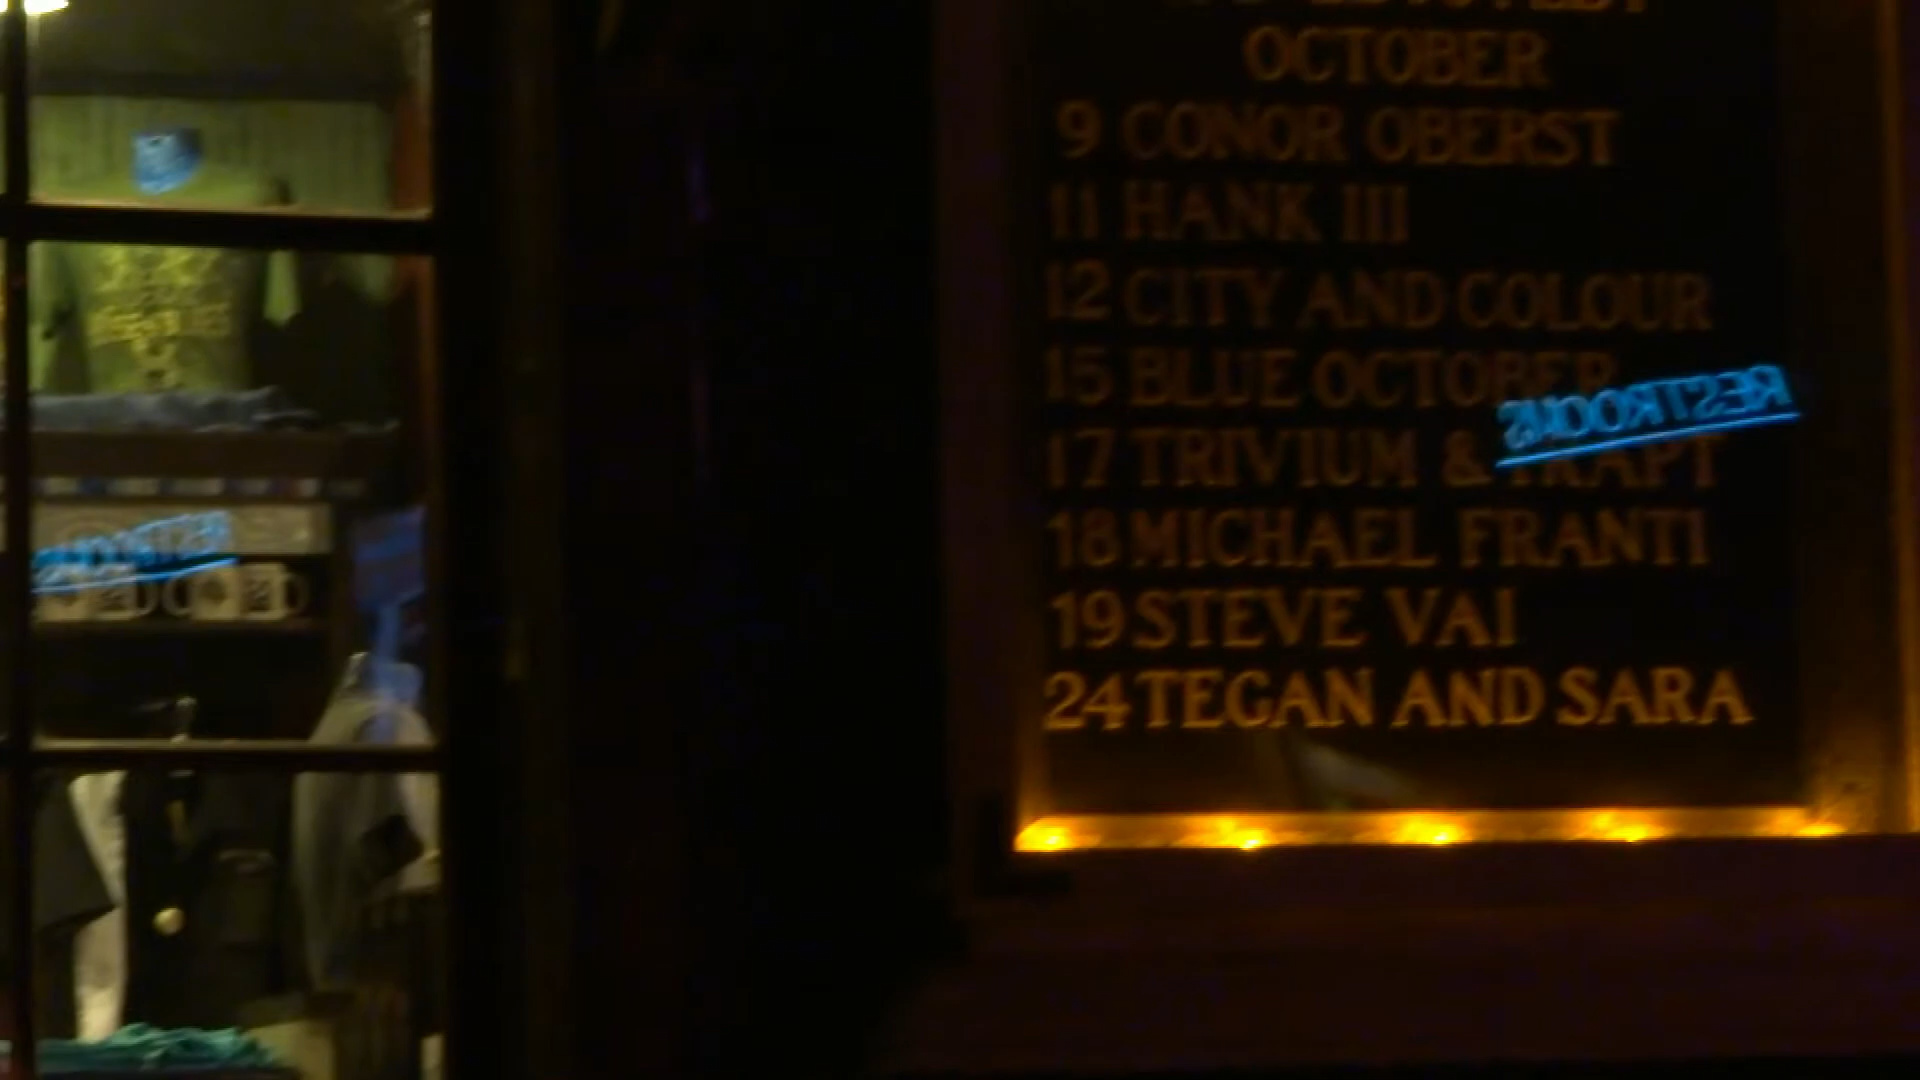 OCTOBER
9 CONOR OBERST
11 HANK III
12 CITY AND COLOUR
15 BLUE OCTOBER
17 TRIVIUM & TRAPT
18 MICHAEL FRANTI
19 STEVE VAI
24 TEGAN AND SARA
RESTROOMS
RESTROOMS